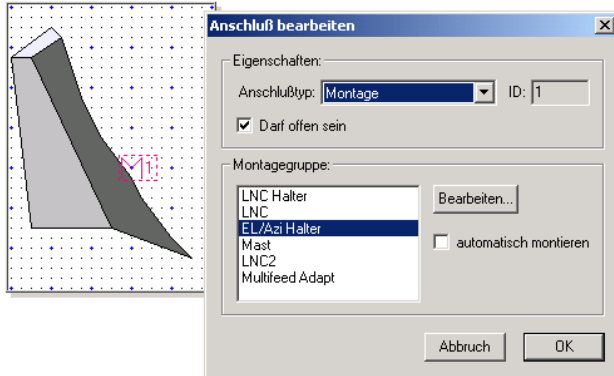 Anschluß bearbeiten
Eigenschaften:
Anschlußtyp: Montage ID: 1
Darf offen sein
M1
Montagegruppe:
LNC Halter
LNC
EL/Azi Halter
Mast
LNC2
Multifeed Adapt
Bearbeiten...
automatisch montieren
Abbruch OK